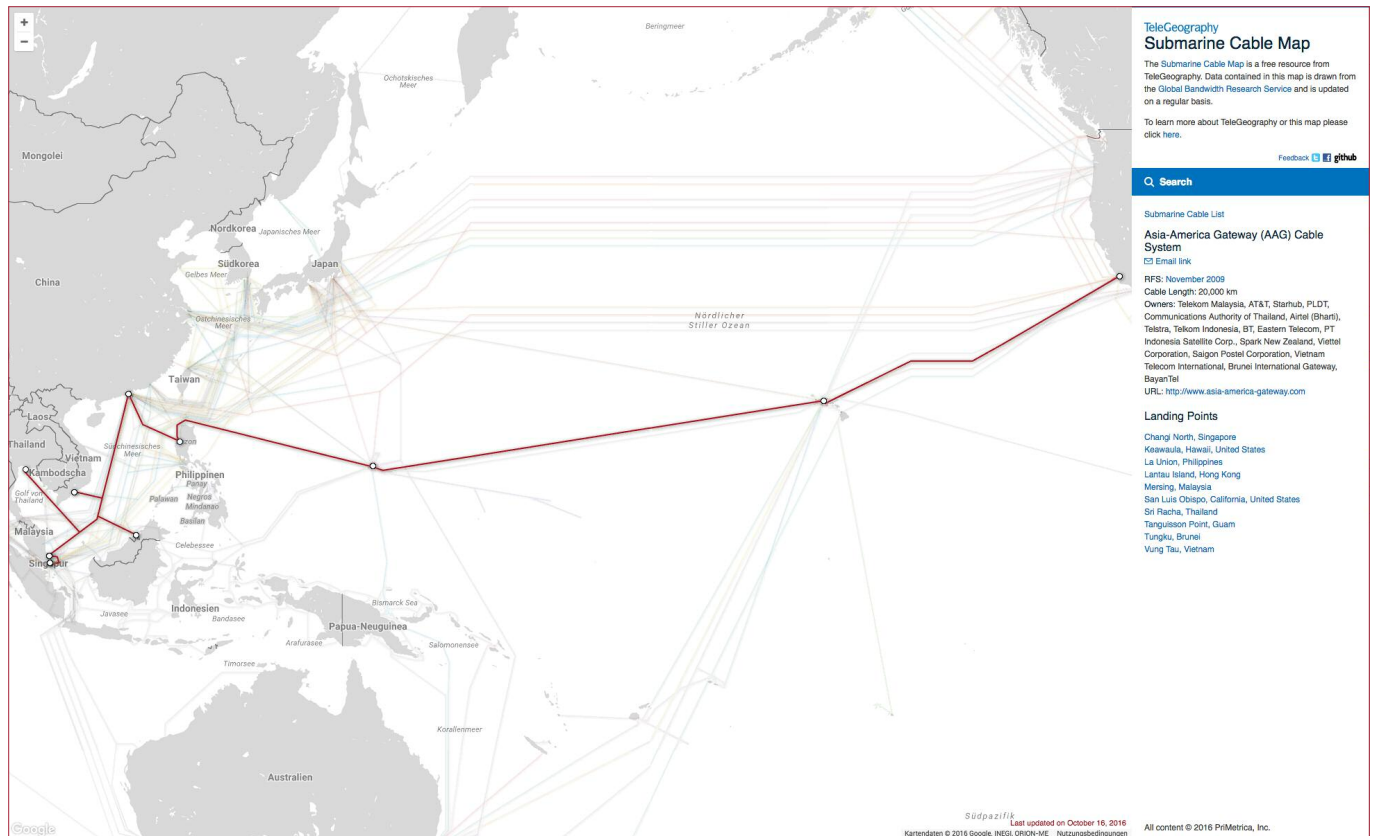 +
−
Beringmeer
Ochotskisches
Meer
Mongolei
Nordkorea
Japanisches Meer
Südkorea
Japan
Gelbes Meer
China
Ostchinesisches
Meer
Nördlicher
Stiller Ozean
Taiwan
Laos
Thailand
Vietnam
Südchinesisches
Meer
Kambodscha
Golf von
Thailand
Philippinen
Panay
Palawan
Negros
Mindanao
Basilan
Malaysia
Celebessee
Indonesien
Javasee
Bandasee
Bismarck Sea
Papua-Neuguinea
Arafurasee
Salomonensee
Timorsee
Korallenmeer
Australien
Südpazifik
Google
Last updated on October 16, 2016
Kartendaten © 2016 Google, INEGI, ORION-ME Nutzungsbedingungen
TeleGeography
Submarine Cable Map
The Submarine Cable Map is a free resource from
TeleGeography. Data contained in this map is drawn from
the Global Bandwidth Research Service and is updated
on a regular basis.
To learn more about TeleGeography or this map please
click here.
Feedback github
Search
Submarine Cable List
Asia-America Gateway (AAG) Cable
System
Email link
RFS: November 2009
Cable Length: 20,000 km
Owners: Telekom Malaysia, AT&T, Starhub, PLDT,
Communications Authority of Thailand, Airtel (Bharti),
Telstra, Telkom Indonesia, BT, Eastern Telecom, PT
Indonesia Satellite Corp., Spark New Zealand, Viettel
Corporation, Saigon Postel Corporation, Vietnam
Telecom International, Brunei International Gateway,
BayanTel
URL: http://www.asia-america-gateway.com
Landing Points
Changi North, Singapore
Keawaula, Hawaii, United States
La Union, Philippines
Lantau Island, Hong Kong
Mersing, Malaysia
San Luis Obispo, California, United States
Sri Racha, Thailand
Tanguisson Point, Guam
Tungku, Brunei
Vung Tau, Vietnam
All content © 2016 PriMetrica, Inc.